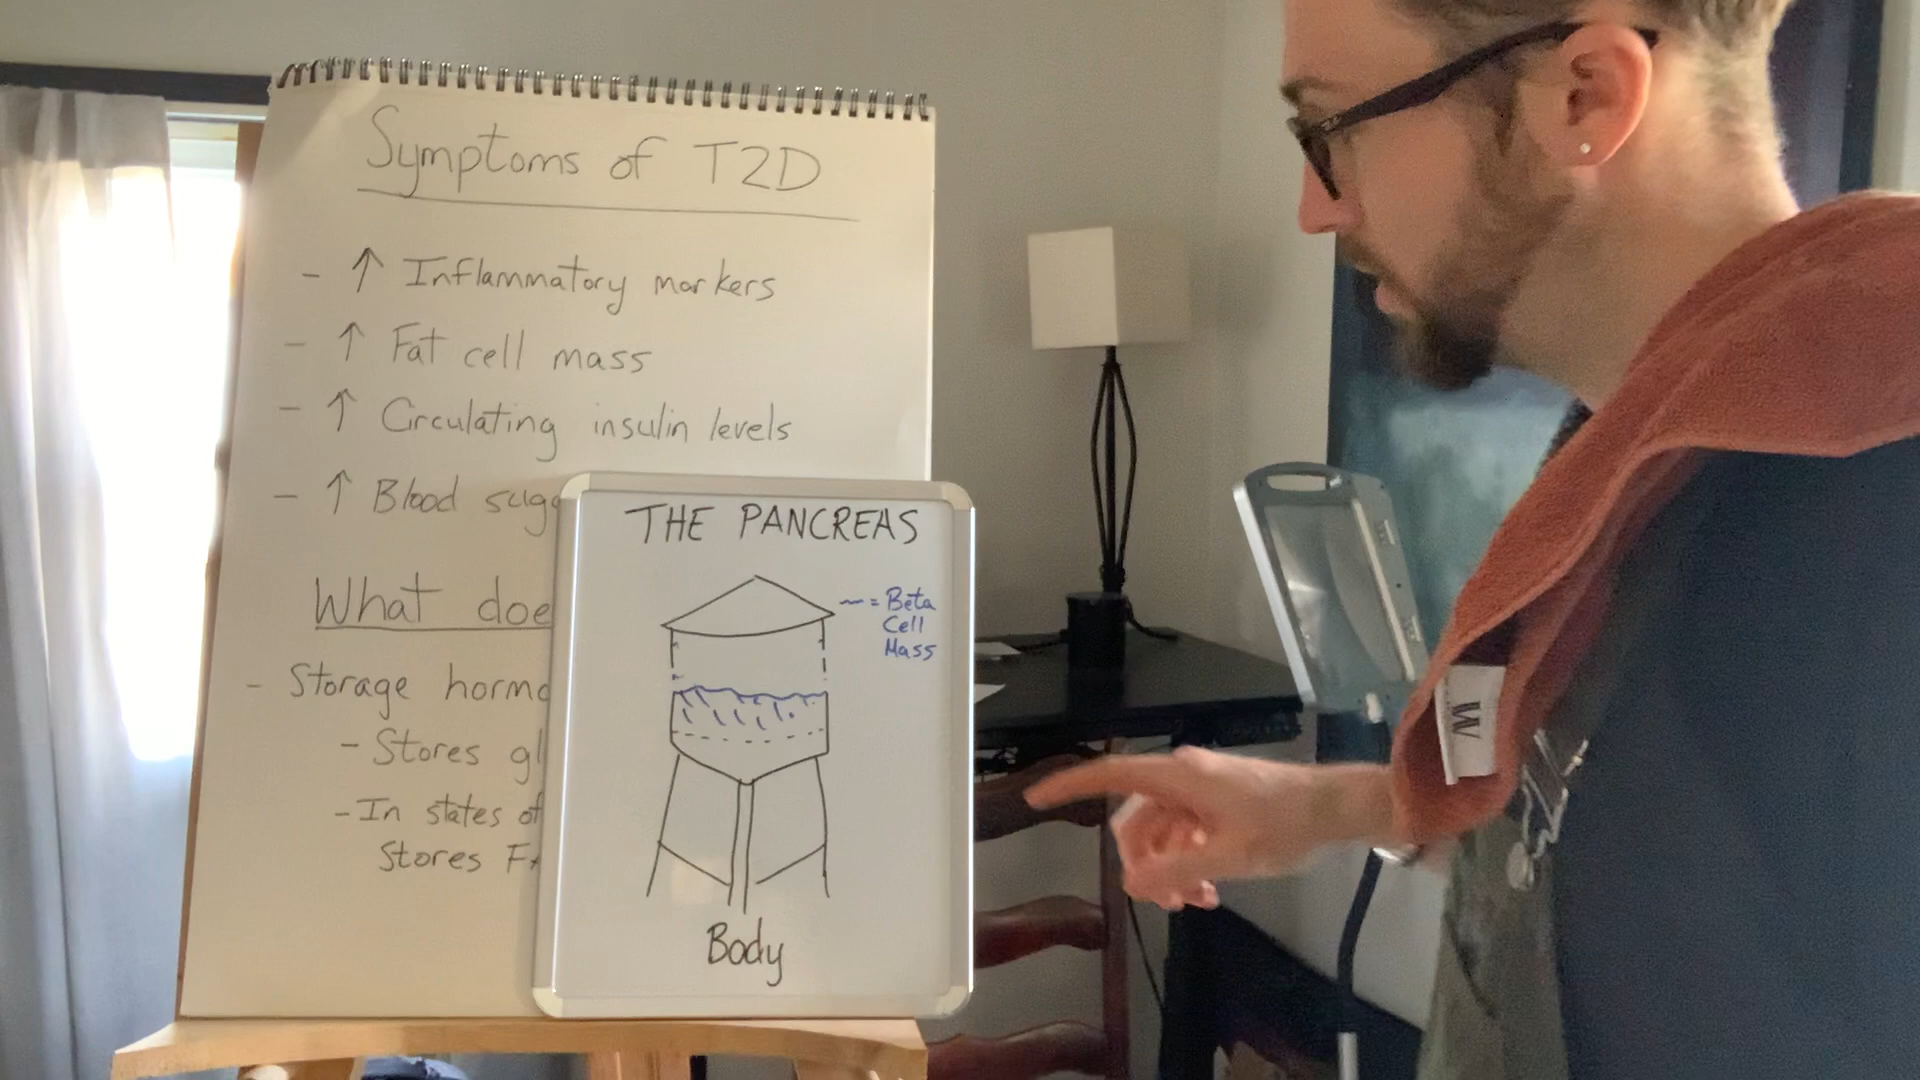 Symptoms of T2D
- ↑ Inflammatory markers
- ↑ Fat cell mass
- ↑ Circulating insulin levels
- ↑ Blood
What
- Storage
- Stores
- In states of
Stores
THE PANCREAS
~ = Beta
Cell
Mass
Body
M